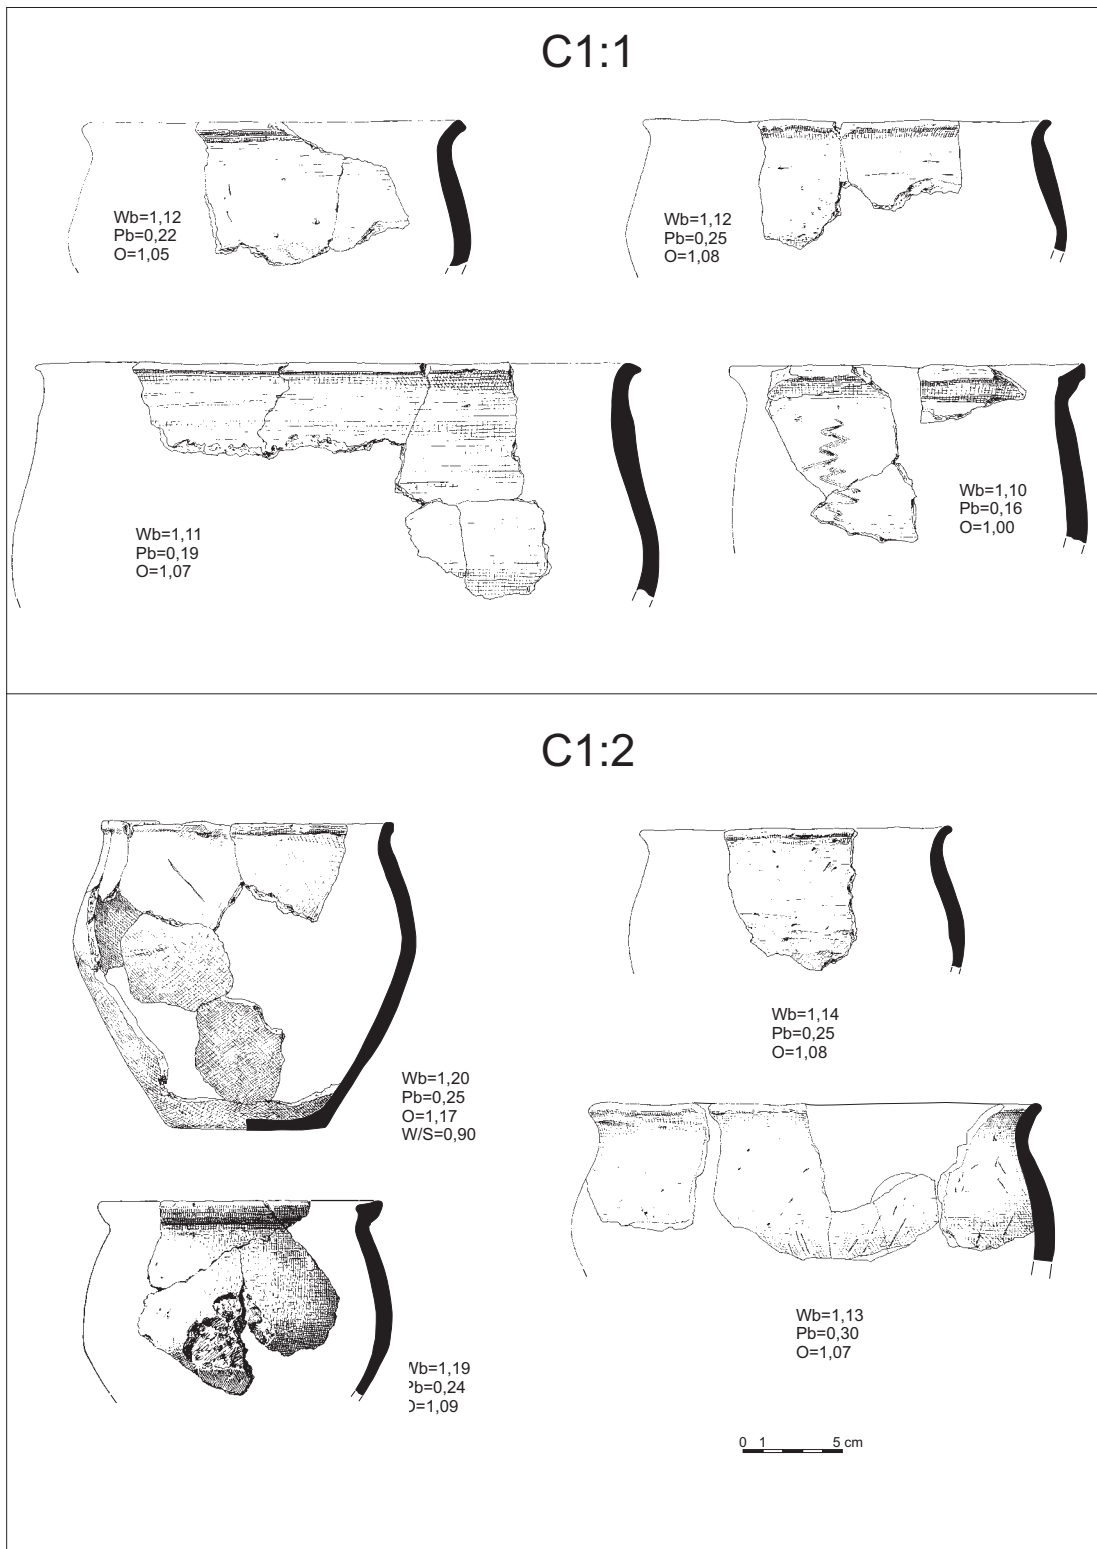 C1:1
Wb=1,12
Pb=0,22
O=1,05
Wb=1,12
Pb=0,25
O=1,08
Wb=1,11
Pb=0,19
O=1,07
Wb=1,10
Pb=0,16
O=1,00
C1:2
Wb=1,20
Pb=0,25
O=1,17
W/S=0,90
Wb=1,14
Pb=0,25
O=1,08
Wb=1,19
Pb=0,24
O=1,09
Wb=1,13
Pb=0,30
O=1,07
0 1 5 cm